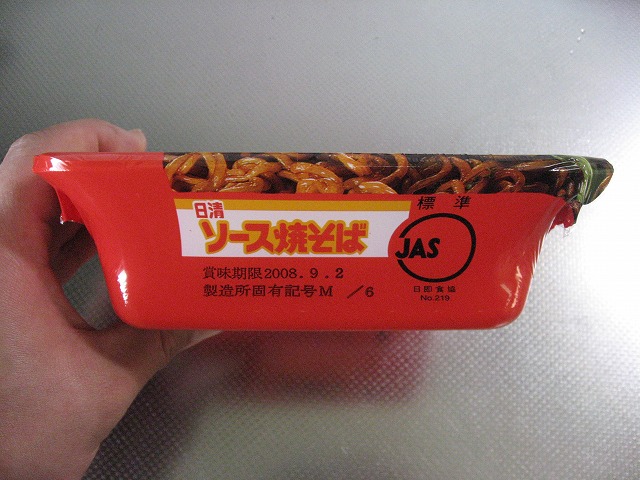 日清
ソース焼そば
標準
JAS
賞味期限2008.9.2
製造所固有記号M ／6
日即食協
No.219